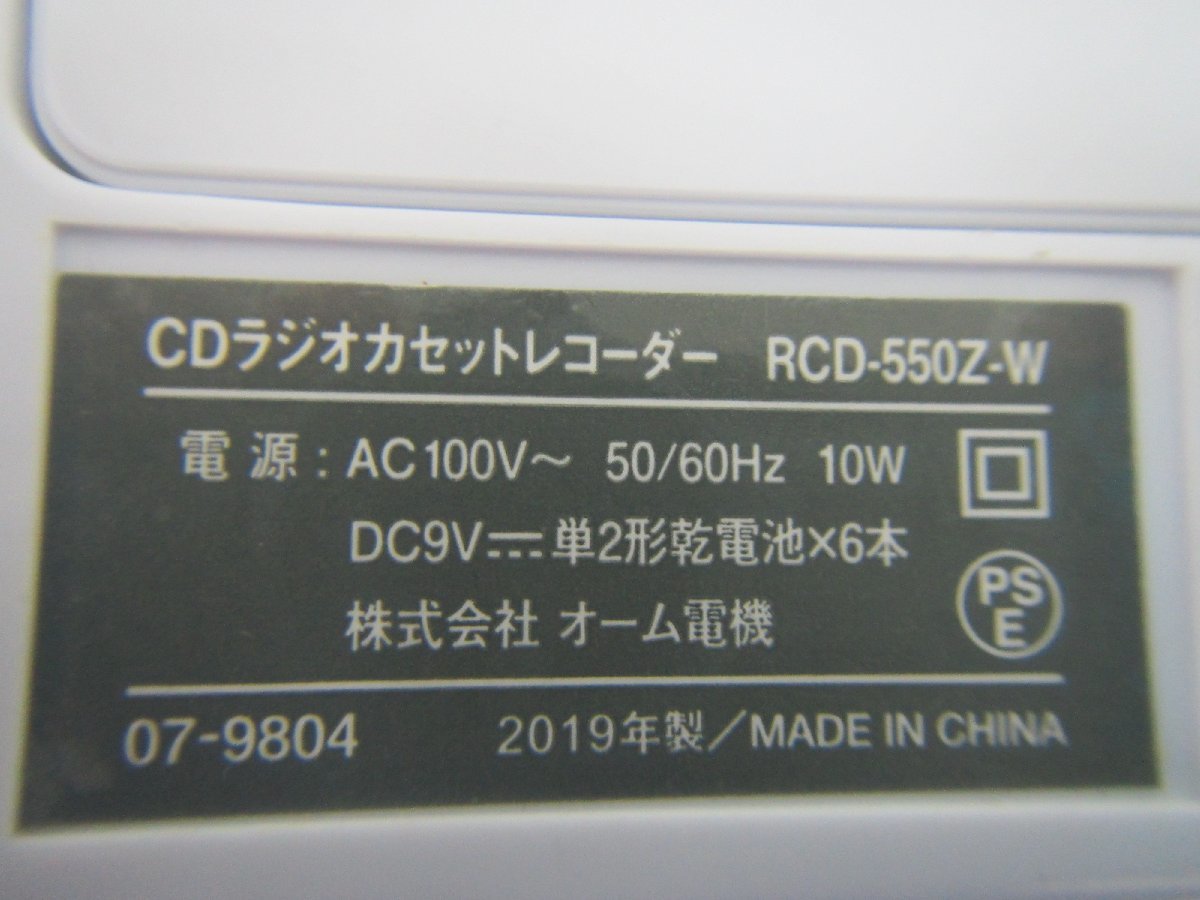 CDラジオカセットレコーダー RCD-550Z-W
電源:AC100V～ 50/60Hz 10W
DC9V⎓単2形乾電池×6本
株式会社 オーム電機
PS
E
07-9804 2019年製/MADE IN CHINA